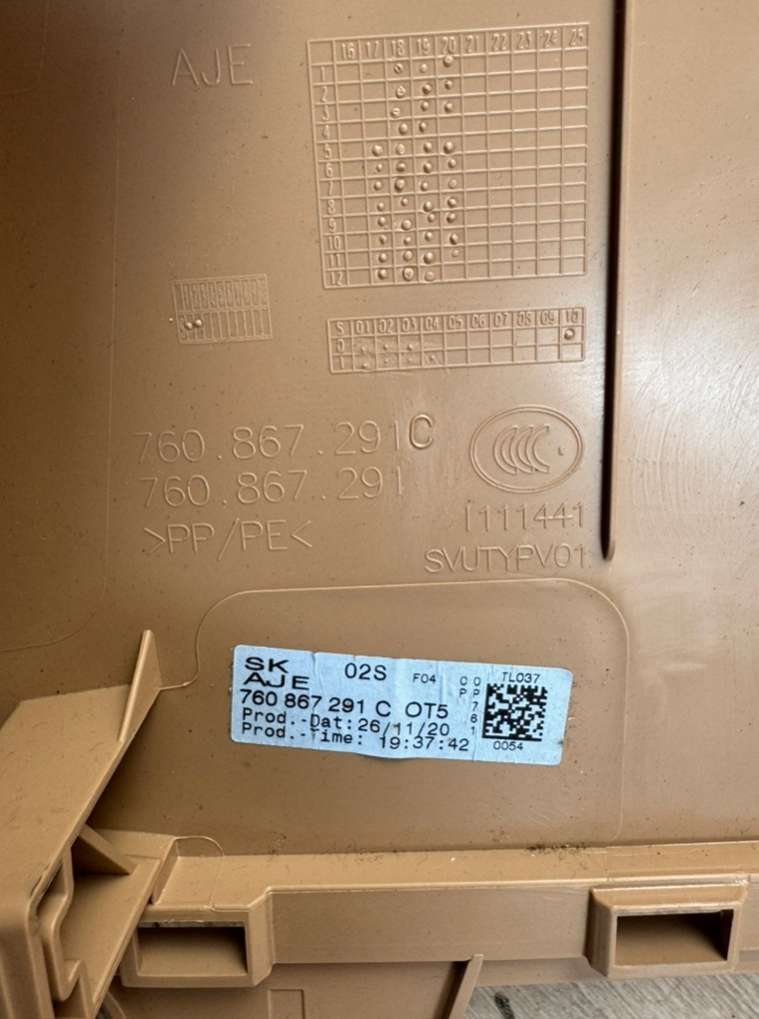 AJE
16 17 18 19 20 21 22 23 24 25
1
2
3
4
5
6
7
8
9
10
11
12
S 01 02 03 04 05 06 07 08 09 10
0
1
760.867.291C
760.867.291
>PP/PE<
CCC
I111441
SVUTYPV01
SK
AJE
02S
F04
TL037
760 867 291 C OT5
Prod.-Dat:26/11/20
Prod.-Time: 19:37:42
0054